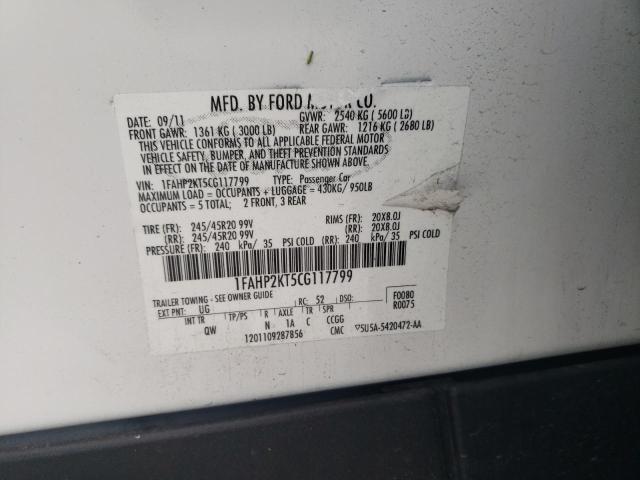 MFD. BY FORD MOTOR CO.
DATE: 09/11 GVWR: 2540 KG ( 5600 LB)
FRONT GAWR: 1361 KG ( 3000 LB) REAR GAWR: 1216 KG ( 2680 LB)
THIS VEHICLE CONFORMS TO ALL APPLICABLE FEDERAL MOTOR
VEHICLE SAFETY, BUMPER, AND THEFT PREVENTION STANDARDS
IN EFFECT ON THE DATE OF MANUFACTURE SHOWN ABOVE.
VIN: 1FAHP2KT5CG117799 TYPE: Passenger Car
MAXIMUM LOAD = OCCUPANTS + LUGGAGE = 430KG/ 950LB
OCCUPANTS = 5 TOTAL; 2 FRONT, 3 REAR
TIRE (FR): 245/45R20 99V RIMS (FR): 20X8.0J
(RR): 245/45R20 99V (RR): 20X8.0J
PRESSURE (FR): 240 kPa/ 35 PSI COLD (RR): 240 kPa/ 35 PSI COLD
1FAHP2KT5CG117799
TRAILER TOWING - SEE OWNER GUIDE
EXT PNT: UG RC: 52 DSO: F0080
R0075
INT TR TP/PS R AXLE TR SPR
QW N 1A C CCGG
1201109287856 CMC 5U5A-5420472-AA